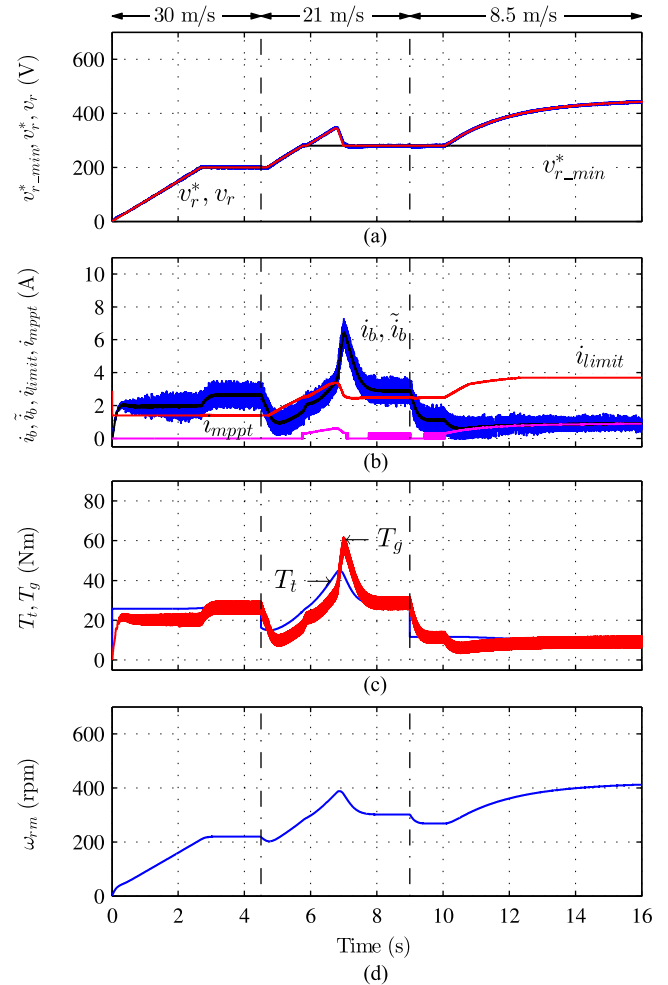 30 m/s 21 m/s 8.5 m/s
v*r_min, v*r, vr (V)
600
400
200
0
v*r, vr
v*r_min
(a)
ib, ĩb, ilimit, imppt (A)
10
8
6
4
2
0
ib, ĩb
ilimit
imppt
(b)
Tt, Tg (Nm)
80
60
40
20
0
Tg
Tt
(c)
ωrm (rpm)
600
400
200
0
0 2 4 6 8 10 12 14 16
Time (s)
(d)